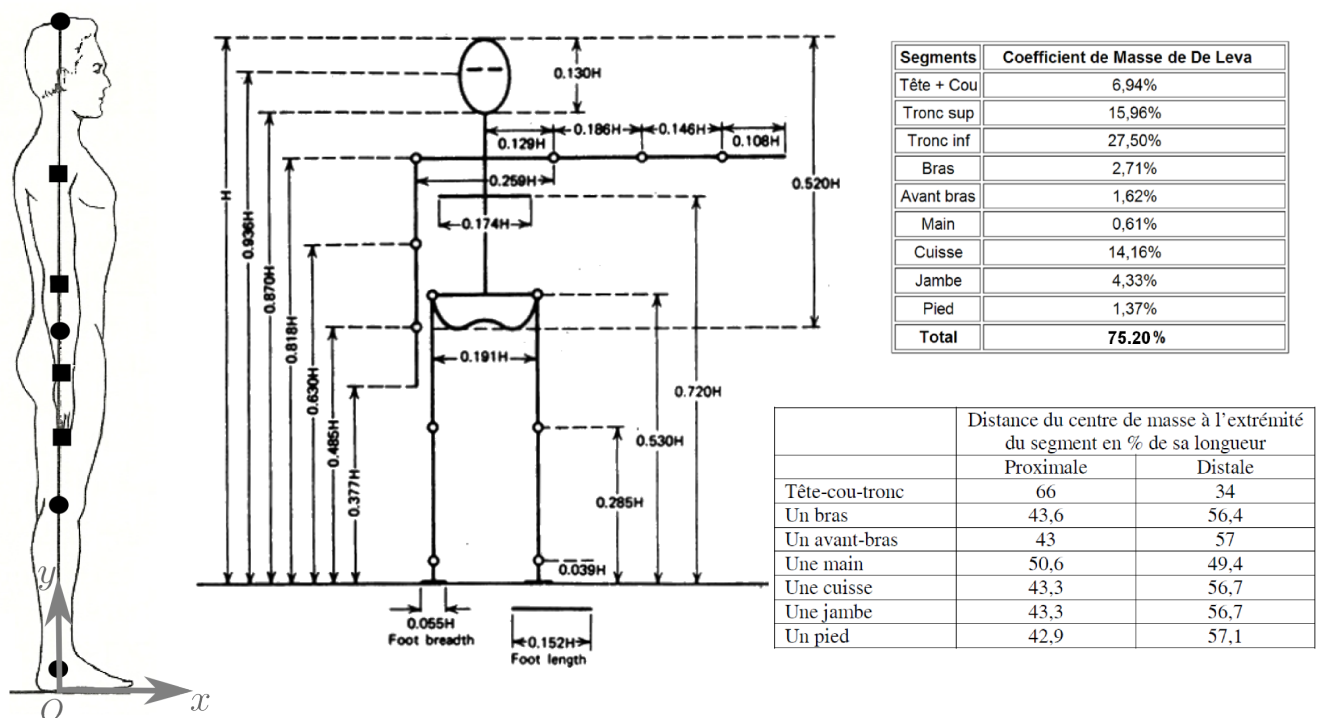 y
x
O
H
0.936H
0.870H
0.818H
0.630H
0.485H
0.377H
0.130H
0.129H
0.186H
0.146H
0.108H
0.259H
0.174H
0.520H
0.191H
0.720H
0.530H
0.285H
0.039H
0.055H
Foot breadth
0.152H
Foot length
Segments Coefficient de Masse de De Leva
Tête + Cou 6,94%
Tronc sup 15,96%
Tronc inf 27,50%
Bras 2,71%
Avant bras 1,62%
Main 0,61%
Cuisse 14,16%
Jambe 4,33%
Pied 1,37%
Total 75.20%
Distance du centre de masse à l'extrémité
du segment en % de sa longueur
Proximale Distale
Tête-cou-tronc 66 34
Un bras 43,6 56,4
Un avant-bras 43 57
Une main 50,6 49,4
Une cuisse 43,3 56,7
Une jambe 43,3 56,7
Un pied 42,9 57,1